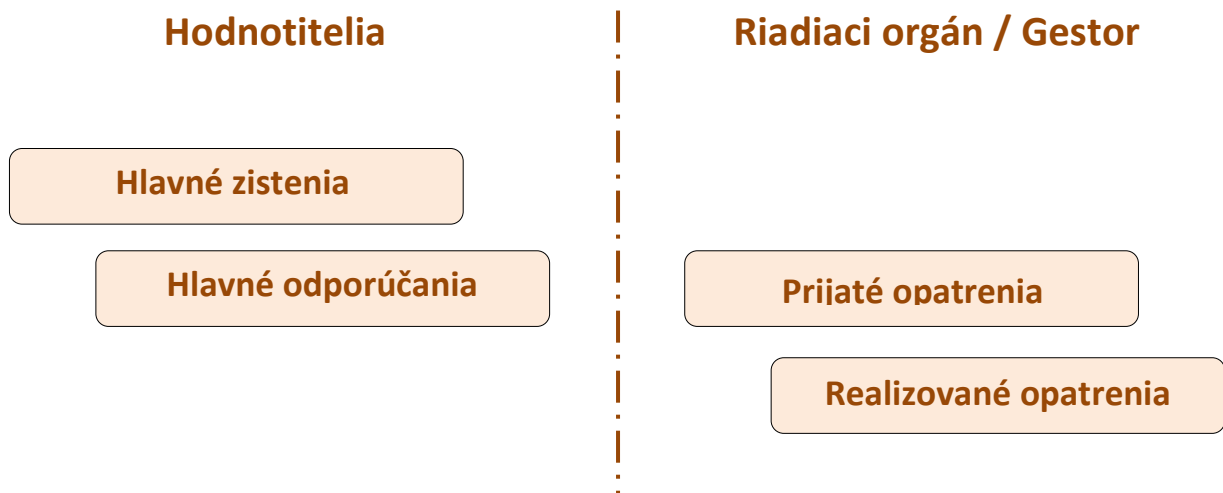 Hodnotitelia
Riadiaci orgán / Gestor
Hlavné zistenia
Hlavné odporúčania
Prijaté opatrenia
Realizované opatrenia